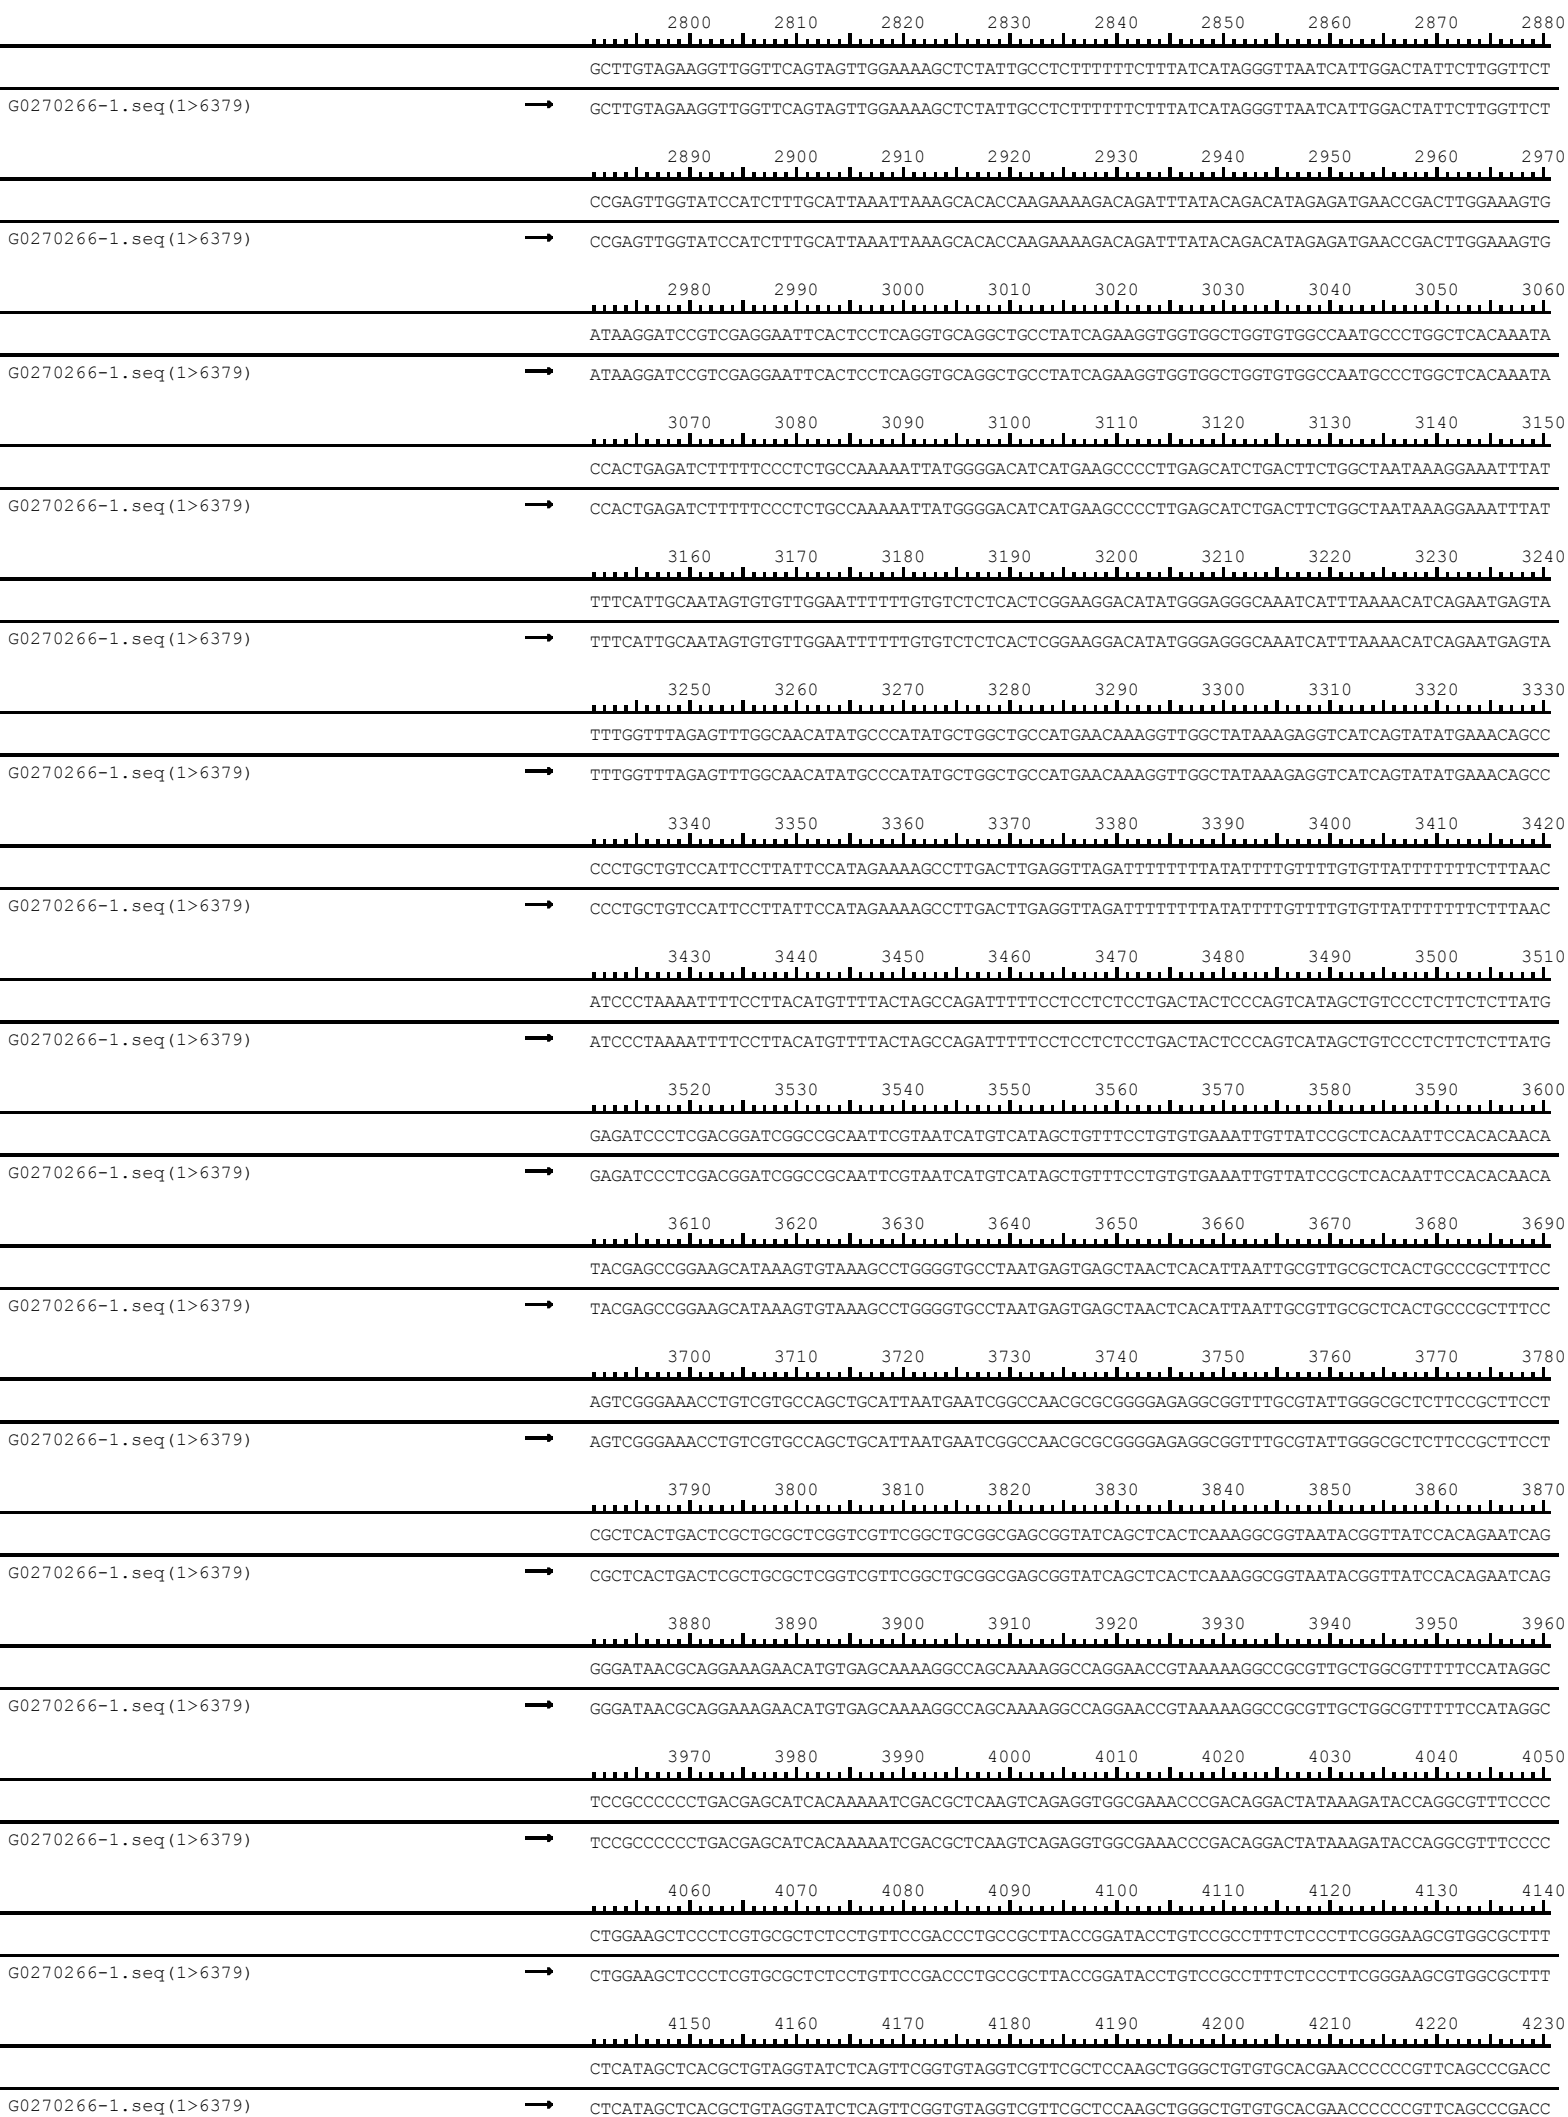 2800 2810 2820 2830 2840 2850 2860 2870 2880
GCTTGTAGAAGGTTGGTTCAGTAGTTGGAAAAGCTCTATTGCCTCTTTTTTCTTTATCATAGGGTTAATCATTGGACTATTCTTGGTTCT
G0270266-1.seq(1>6379) → GCTTGTAGAAGGTTGGTTCAGTAGTTGGAAAAGCTCTATTGCCTCTTTTTTCTTTATCATAGGGTTAATCATTGGACTATTCTTGGTTCT
2890 2900 2910 2920 2930 2940 2950 2960 2970
CCGAGTTGGTATCCATCTTTGCATTAAATTAAAGCACACCAAGAAAAGACAGATTTATACAGACATAGAGATGAACCGACTTGGAAAGTG
G0270266-1.seq(1>6379) → CCGAGTTGGTATCCATCTTTGCATTAAATTAAAGCACACCAAGAAAAGACAGATTTATACAGACATAGAGATGAACCGACTTGGAAAGTG
2980 2990 3000 3010 3020 3030 3040 3050 3060
ATAAGGATCCGTCGAGGAATTCACTCCTCAGGTGCAGGCTGCCTATCAGAAGGTGGTGGCTGGTGTGGCCAATGCCCTGGCTCACAAATA
G0270266-1.seq(1>6379) → ATAAGGATCCGTCGAGGAATTCACTCCTCAGGTGCAGGCTGCCTATCAGAAGGTGGTGGCTGGTGTGGCCAATGCCCTGGCTCACAAATA
3070 3080 3090 3100 3110 3120 3130 3140 3150
CCACTGAGATCTTTTTCCCTCTGCCAAAAATTATGGGGACATCATGAAGCCCCTTGAGCATCTGACTTCTGGCTAATAAAGGAAATTTAT
G0270266-1.seq(1>6379) → CCACTGAGATCTTTTTCCCTCTGCCAAAAATTATGGGGACATCATGAAGCCCCTTGAGCATCTGACTTCTGGCTAATAAAGGAAATTTAT
3160 3170 3180 3190 3200 3210 3220 3230 3240
TTTCATTGCAATAGTGTGTTGGAATTTTTTGTGTCTCTCACTCGGAAGGACATATGGGAGGGCAAATCATTTAAAACATCAGAATGAGTA
G0270266-1.seq(1>6379) → TTTCATTGCAATAGTGTGTTGGAATTTTTTGTGTCTCTCACTCGGAAGGACATATGGGAGGGCAAATCATTTAAAACATCAGAATGAGTA
3250 3260 3270 3280 3290 3300 3310 3320 3330
TTTGGTTTAGAGTTTGGCAACATATGCCCATATGCTGGCTGCCATGAACAAAGGTTGGCTATAAAGAGGTCATCAGTATATGAAACAGCC
G0270266-1.seq(1>6379) → TTTGGTTTAGAGTTTGGCAACATATGCCCATATGCTGGCTGCCATGAACAAAGGTTGGCTATAAAGAGGTCATCAGTATATGAAACAGCC
3340 3350 3360 3370 3380 3390 3400 3410 3420
CCCTGCTGTCCATTCCTTATTCCATAGAAAAGCCTTGACTTGAGGTTAGATTTTTTTTATATTTTGTTTTGTGTTATTTTTTTCTTTAAC
G0270266-1.seq(1>6379) → CCCTGCTGTCCATTCCTTATTCCATAGAAAAGCCTTGACTTGAGGTTAGATTTTTTTTATATTTTGTTTTGTGTTATTTTTTTCTTTAAC
3430 3440 3450 3460 3470 3480 3490 3500 3510
ATCCCTAAAATTTTCCTTACATGTTTTACTAGCCAGATTTTTCCTCCTCTCCTGACTACTCCCAGTCATAGCTGTCCCTCTTCTCTTATG
G0270266-1.seq(1>6379) → ATCCCTAAAATTTTCCTTACATGTTTTACTAGCCAGATTTTTCCTCCTCTCCTGACTACTCCCAGTCATAGCTGTCCCTCTTCTCTTATG
3520 3530 3540 3550 3560 3570 3580 3590 3600
GAGATCCCTCGACGGATCGGCCGCAATTCGTAATCATGTCATAGCTGTTTCCTGTGTGAAATTGTTATCCGCTCACAATTCCACACAACA
G0270266-1.seq(1>6379) → GAGATCCCTCGACGGATCGGCCGCAATTCGTAATCATGTCATAGCTGTTTCCTGTGTGAAATTGTTATCCGCTCACAATTCCACACAACA
3610 3620 3630 3640 3650 3660 3670 3680 3690
TACGAGCCGGAAGCATAAAGTGTAAAGCCTGGGGTGCCTAATGAGTGAGCTAACTCACATTAATTGCGTTGCGCTCACTGCCCGCTTTCC
G0270266-1.seq(1>6379) → TACGAGCCGGAAGCATAAAGTGTAAAGCCTGGGGTGCCTAATGAGTGAGCTAACTCACATTAATTGCGTTGCGCTCACTGCCCGCTTTCC
3700 3710 3720 3730 3740 3750 3760 3770 3780
AGTCGGGAAACCTGTCGTGCCAGCTGCATTAATGAATCGGCCAACGCGCGGGGAGAGGCGGTTTGCGTATTGGGCGCTCTTCCGCTTCCT
G0270266-1.seq(1>6379) → AGTCGGGAAACCTGTCGTGCCAGCTGCATTAATGAATCGGCCAACGCGCGGGGAGAGGCGGTTTGCGTATTGGGCGCTCTTCCGCTTCCT
3790 3800 3810 3820 3830 3840 3850 3860 3870
CGCTCACTGACTCGCTGCGCTCGGTCGTTCGGCTGCGGCGAGCGGTATCAGCTCACTCAAAGGCGGTAATACGGTTATCCACAGAATCAG
G0270266-1.seq(1>6379) → CGCTCACTGACTCGCTGCGCTCGGTCGTTCGGCTGCGGCGAGCGGTATCAGCTCACTCAAAGGCGGTAATACGGTTATCCACAGAATCAG
3880 3890 3900 3910 3920 3930 3940 3950 3960
GGGATAACGCAGGAAAGAACATGTGAGCAAAAGGCCAGCAAAAGGCCAGGAACCGTAAAAAGGCCGCGTTGCTGGCGTTTTTCCATAGGC
G0270266-1.seq(1>6379) → GGGATAACGCAGGAAAGAACATGTGAGCAAAAGGCCAGCAAAAGGCCAGGAACCGTAAAAAGGCCGCGTTGCTGGCGTTTTTCCATAGGC
3970 3980 3990 4000 4010 4020 4030 4040 4050
TCCGCCCCCCTGACGAGCATCACAAAAATCGACGCTCAAGTCAGAGGTGGCGAAACCCGACAGGACTATAAAGATACCAGGCGTTTCCCC
G0270266-1.seq(1>6379) → TCCGCCCCCCTGACGAGCATCACAAAAATCGACGCTCAAGTCAGAGGTGGCGAAACCCGACAGGACTATAAAGATACCAGGCGTTTCCCC
4060 4070 4080 4090 4100 4110 4120 4130 4140
CTGGAAGCTCCCTCGTGCGCTCTCCTGTTCCGACCCTGCCGCTTACCGGATACCTGTCCGCCTTTCTCCCTTCGGGAAGCGTGGCGCTTT
G0270266-1.seq(1>6379) → CTGGAAGCTCCCTCGTGCGCTCTCCTGTTCCGACCCTGCCGCTTACCGGATACCTGTCCGCCTTTCTCCCTTCGGGAAGCGTGGCGCTTT
4150 4160 4170 4180 4190 4200 4210 4220 4230
CTCATAGCTCACGCTGTAGGTATCTCAGTTCGGTGTAGGTCGTTCGCTCCAAGCTGGGCTGTGTGCACGAACCCCCCGTTCAGCCCGACC
G0270266-1.seq(1>6379) → CTCATAGCTCACGCTGTAGGTATCTCAGTTCGGTGTAGGTCGTTCGCTCCAAGCTGGGCTGTGTGCACGAACCCCCCGTTCAGCCCGACC